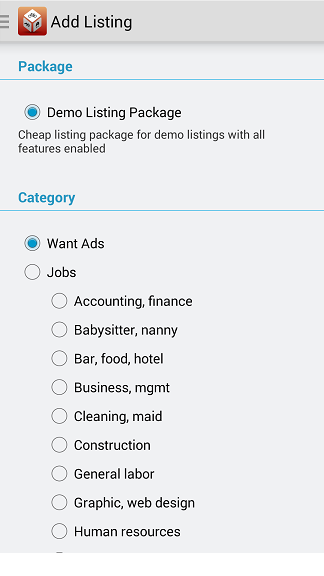 Add Listing
Package
Demo Listing Package
Cheap listing package for demo listings with all
features enabled
Category
Want Ads
Jobs
Accounting, finance
Babysitter, nanny
Bar, food, hotel
Business, mgmt
Cleaning, maid
Construction
General labor
Graphic, web design
Human resources